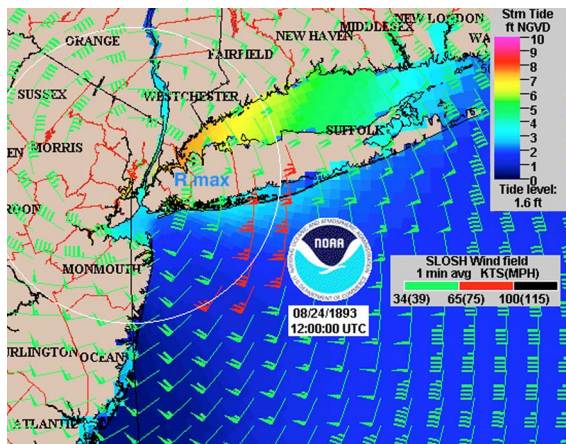 NEW LONDON
MIDDLESEX
WA
ORANGE
NEW HAVEN
FAIRFIELD
SUSSEX
WESTCHESTER
SUFFOLK
MORRIS
R max
MONMOUTH
OCEAN
ATLANTIC
Stm Tide
ft NGVD
10
9
8
7
6
5
4
3
2
1
0
Tide level:
1.6 ft
NOAA
08/24/1893
12:00:00 UTC
SLOSH Wind field
1 min avg KTS(MPH)
34(39) 65(75) 100(115)